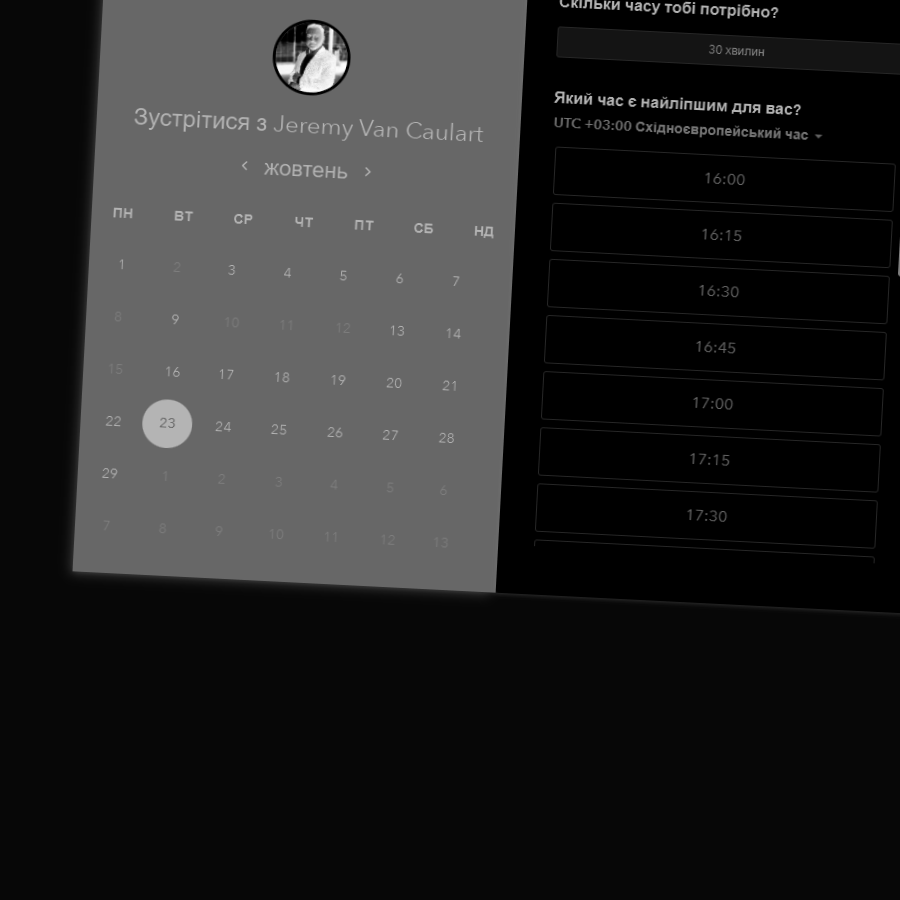 Зустрітися з Jeremy Van Caulart
жовтень
ПН ВТ СР ЧТ ПТ СБ НД
1 2 3 4 5 6 7
8 9 10 11 12 13 14
15 16 17 18 19 20 21
22 23 24 25 26 27 28
29 1 2 3 4 5 6
7 8 9 10 11 12 13
Скільки часу тобі потрібно?
30 хвилин
Який час є найліпшим для вас?
UTC +03:00 Східноєвропейський час
16:00
16:15
16:30
16:45
17:00
17:15
17:30